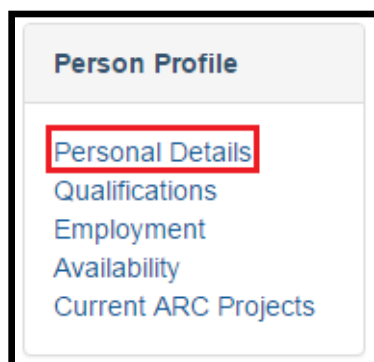 Person Profile
Personal Details
Qualifications
Employment
Availability
Current ARC Projects